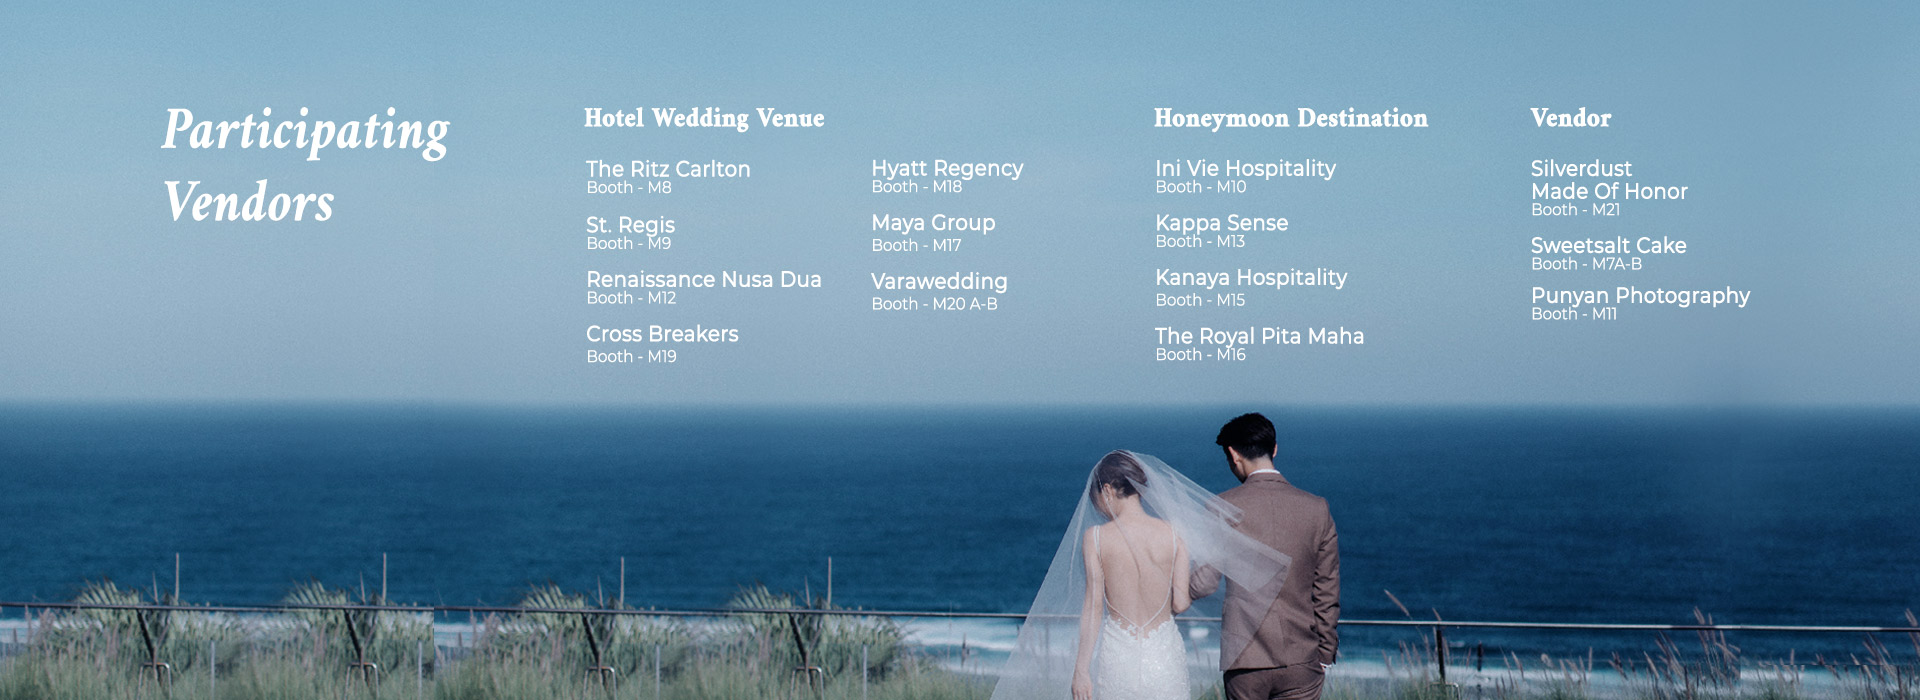 Participating
Vendors
Hotel Wedding Venue
The Ritz Carlton
Booth - M8
St. Regis
Booth - M9
Renaissance Nusa Dua
Booth - M12
Cross Breakers
Booth - M19
Hyatt Regency
Booth - M18
Maya Group
Booth - M17
Varawedding
Booth - M20 A-B
Honeymoon Destination
Ini Vie Hospitality
Booth - M10
Kappa Sense
Booth - M13
Kanaya Hospitality
Booth - M15
The Royal Pita Maha
Booth - M16
Vendor
Silverdust
Made Of Honor
Booth - M21
Sweetsalt Cake
Booth - M7A-B
Punyan Photography
Booth - M11